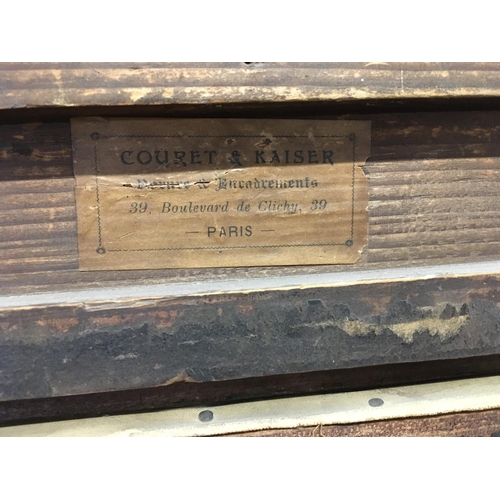 COURET & KAISER
Dorure & Encadrements
39, Boulevard de Clichy, 39
— PARIS —